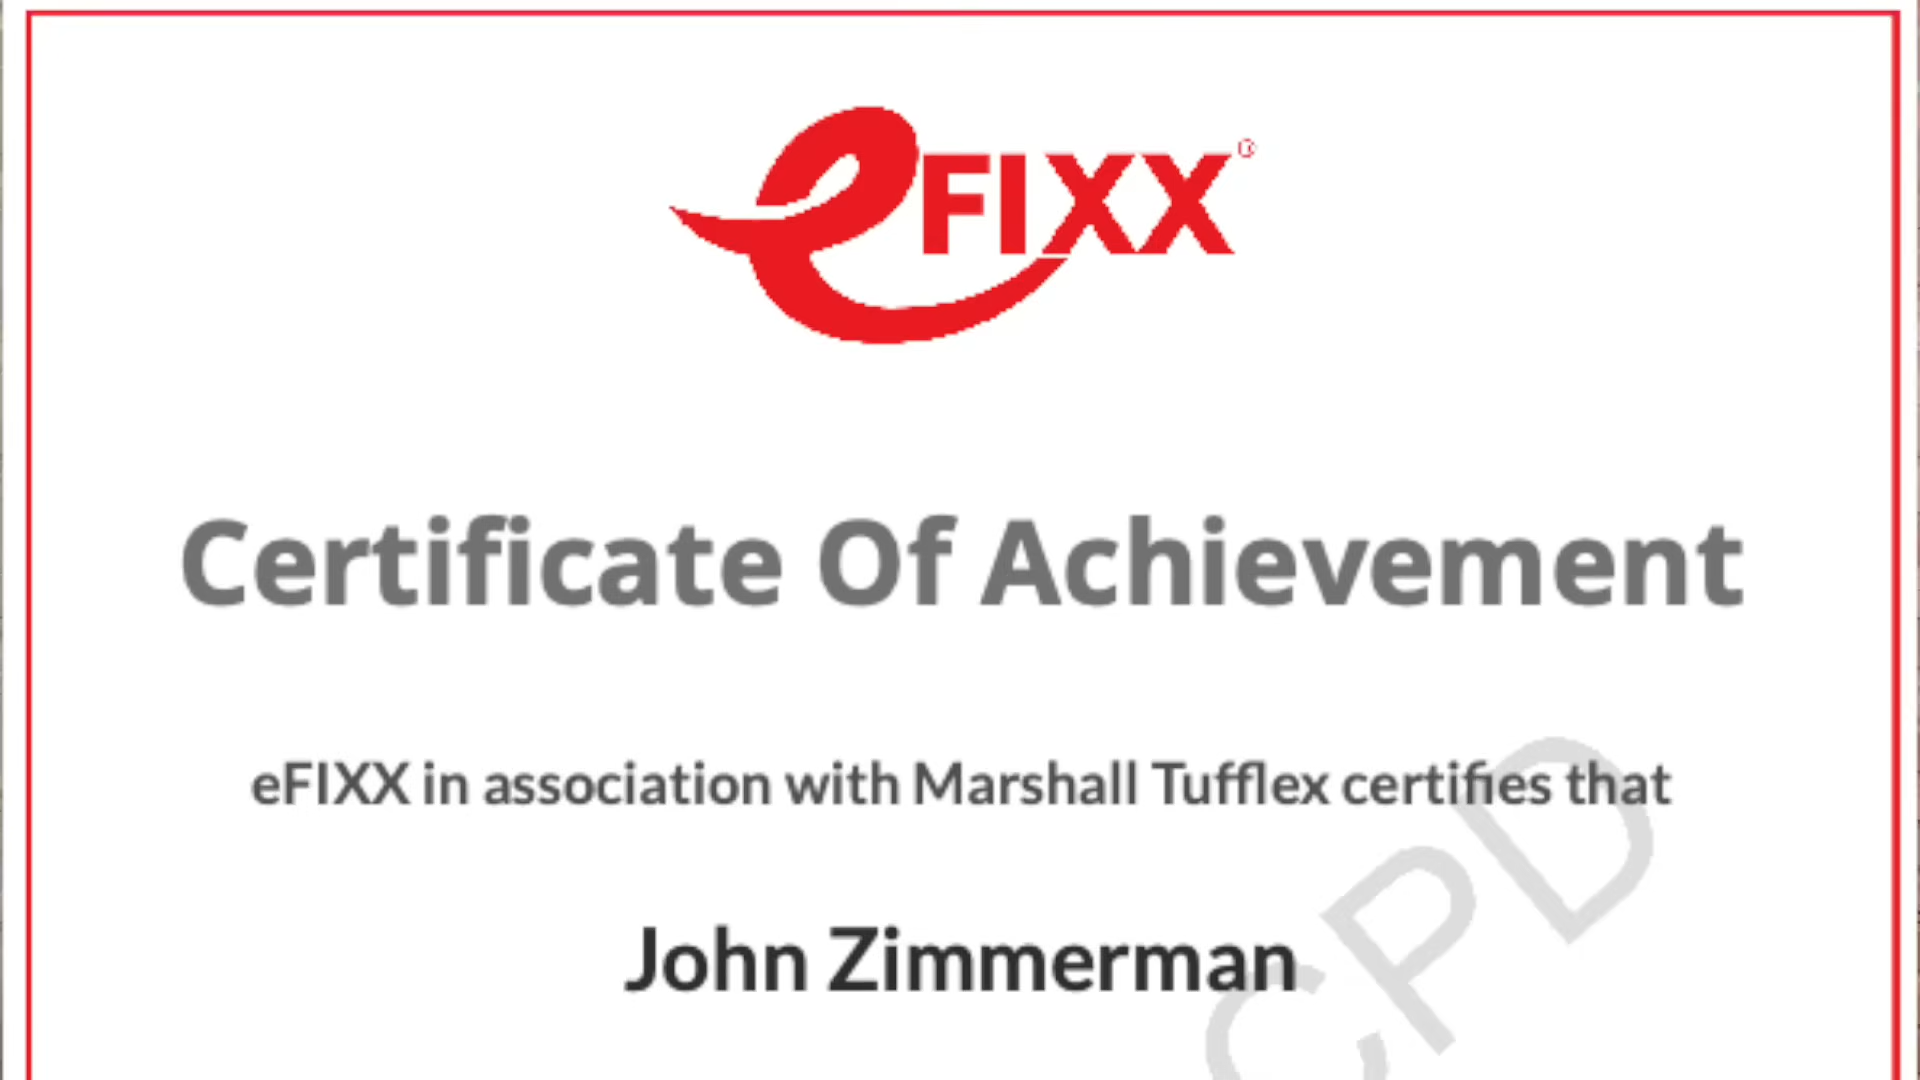 eFIXX®
Certificate Of Achievement
eFIXX in association with Marshall Tufflex certifies that
John Zimmerman
CPD